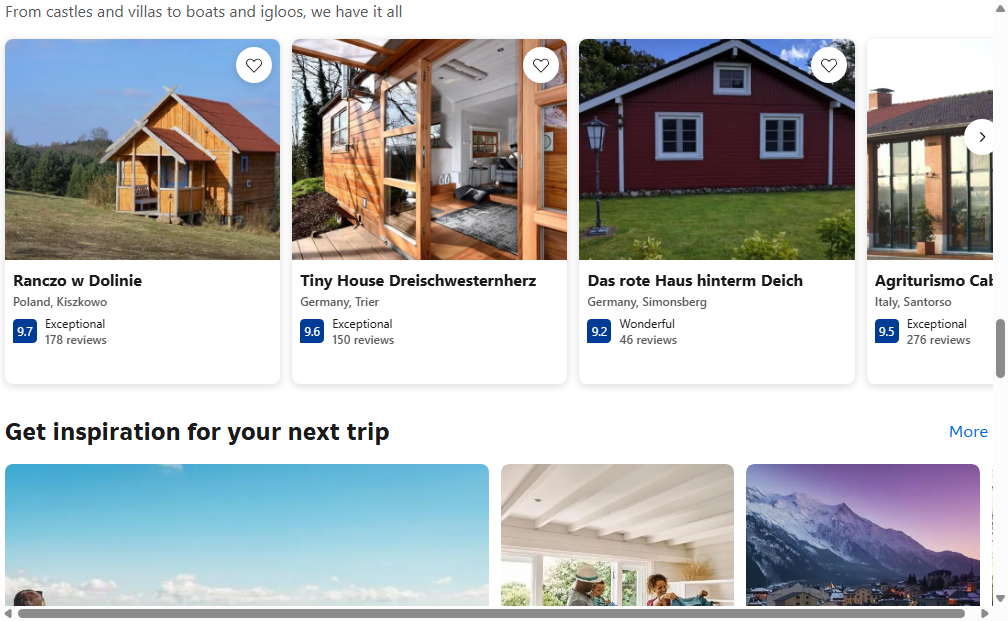 From castles and villas to boats and igloos, we have it all
Ranczo w Dolinie
Poland, Kiszkowo
9.7
Exceptional
178 reviews
Tiny House Dreischwesternherz
Germany, Trier
9.6
Exceptional
150 reviews
Das rote Haus hinterm Deich
Germany, Simonsberg
9.2
Wonderful
46 reviews
Agriturismo Cab
Italy, Santorso
9.5
Exceptional
276 reviews
Get inspiration for your next trip
More